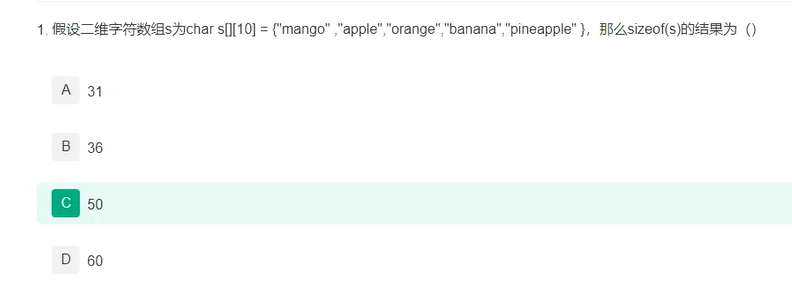 1. 假设二维字符数组s为char s[][10] = {"mango" ,"apple","orange","banana","pineapple" }，那么sizeof(s)的结果为（）
A 31
B 36
C 50
D 60